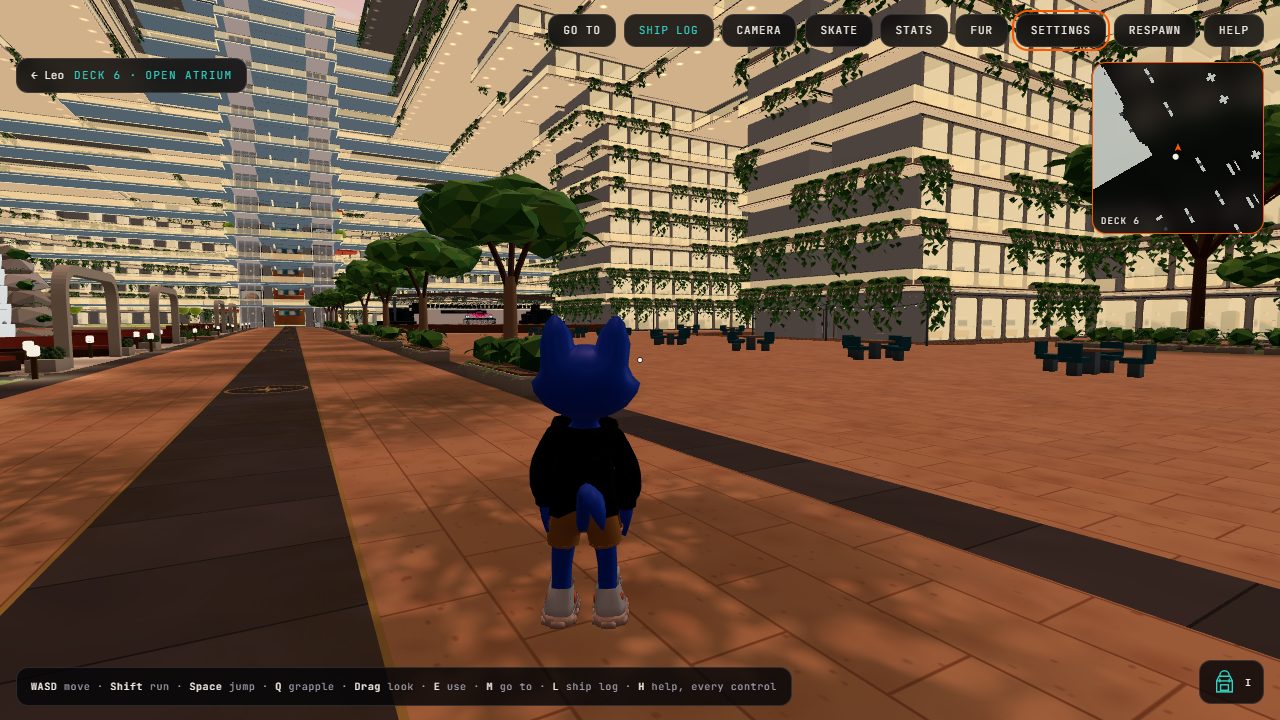 GO TO
SHIP LOG
CAMERA
SKATE
STATS
FUR
SETTINGS
RESPAWN
HELP
← Leo DECK 6 · OPEN ATRIUM
DECK 6
WASD move · Shift run · Space jump · Q grapple · Drag look · E use · M go to · L ship log · H help, every control
I